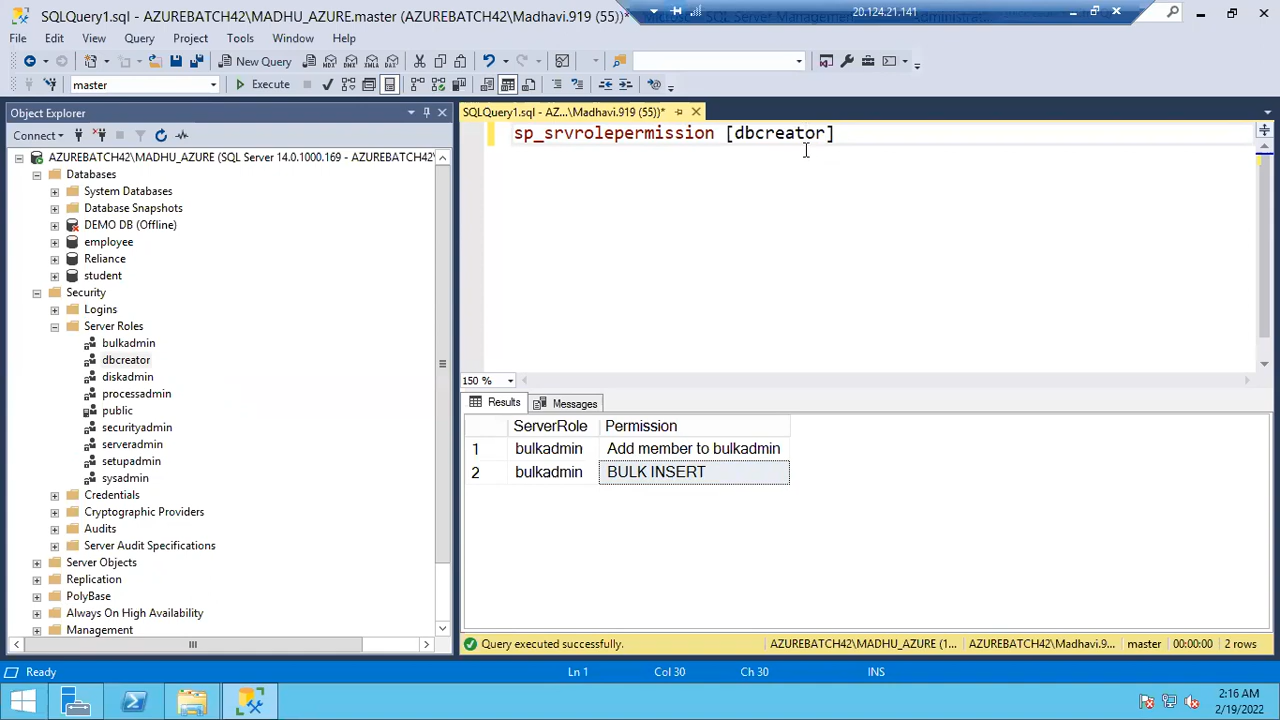 SQLQuery1.sql - AZUREBATCH42\MADHU_AZURE.master (AZUREBATCH42\Madhavi.919 (55))*
20.124.21.141
File Edit View Query Project Tools Window Help
New Query
master
Execute
Object Explorer
Connect
AZUREBATCH42\MADHU_AZURE (SQL Server 14.0.1000.169 - AZUREBATCH42
Databases
System Databases
Database Snapshots
DEMO DB (Offline)
employee
Reliance
student
Security
Logins
Server Roles
bulkadmin
dbcreator
diskadmin
processadmin
public
securityadmin
serveradmin
setupadmin
sysadmin
Credentials
Cryptographic Providers
Audits
Server Audit Specifications
Server Objects
Replication
PolyBase
Always On High Availability
Management
SQLQuery1.sql - AZ...\Madhavi.919 (55))*
sp_srvrolepermission [dbcreator]
150 %
Results Messages
ServerRole Permission
1 bulkadmin Add member to bulkadmin
2 bulkadmin BULK INSERT
Query executed successfully. AZUREBATCH42\MADHU_AZURE (1... AZUREBATCH42\Madhavi.9... master 00:00:00 2 rows
Ready Ln 1 Col 30 Ch 30 INS
2:16 AM
2/19/2022